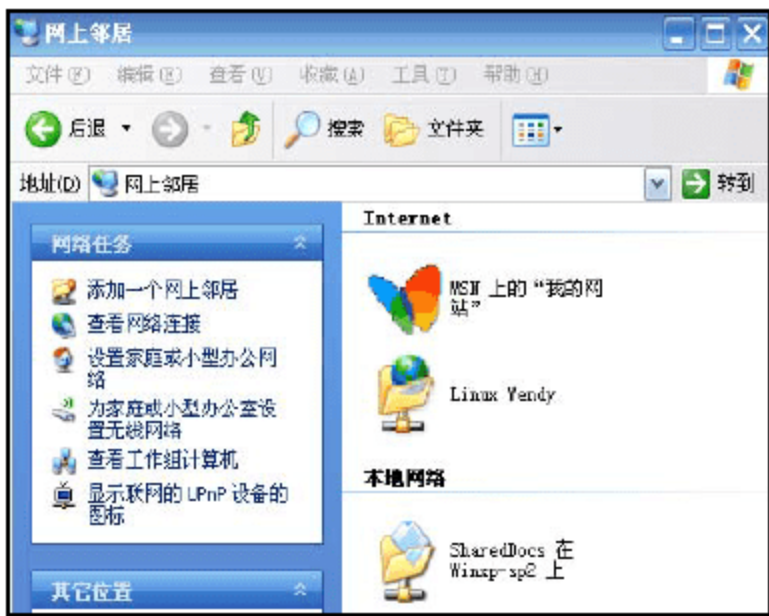 网上邻居
文件(F) 编辑(E) 查看(V) 收藏(A) 工具(T) 帮助(H)
后退 搜索 文件夹
地址(D) 网上邻居 转到
网络任务
添加一个网上邻居
查看网络连接
设置家庭或小型办公网
络
为家庭或小型办公室设
置无线网络
查看工作组计算机
显示联网的 UPnP 设备的
图标
其它位置
Internet
MSN 上的“我的网
站”
Linux Vendy
本地网络
SharedDocs 在
Winxp-sp2 上